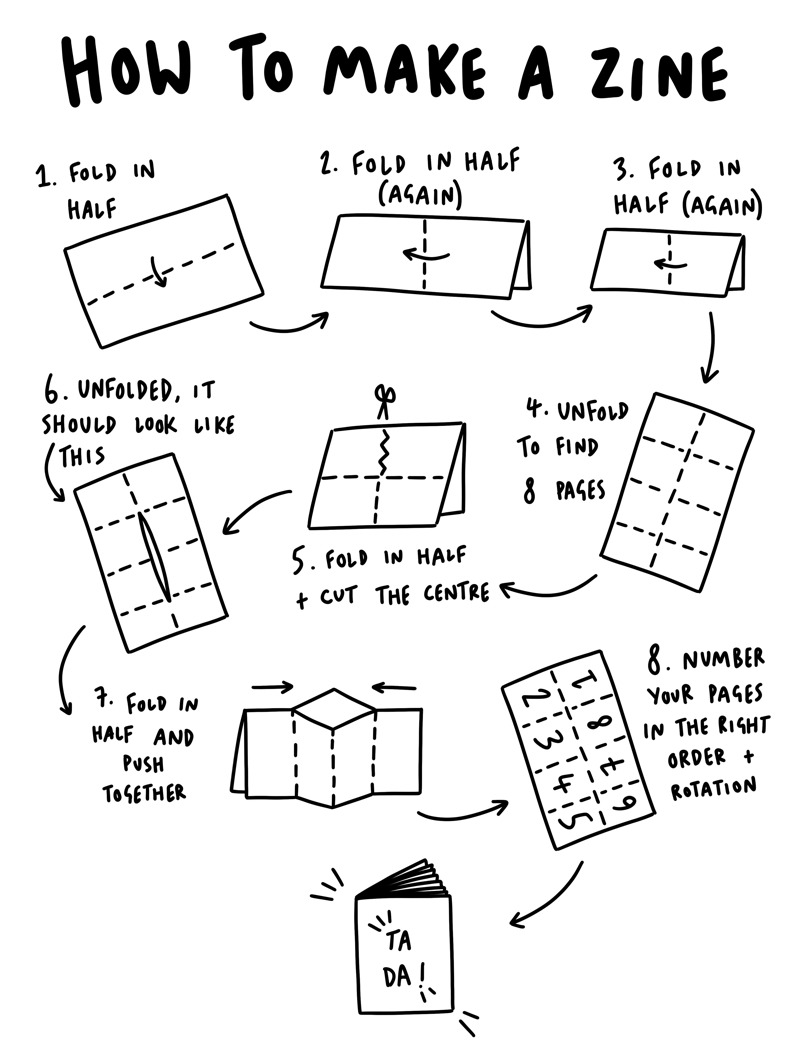 HOW TO MAKE A ZINE
1. FOLD IN
HALF
2. FOLD IN HALF
(AGAIN)
3. FOLD IN
HALF (AGAIN)
4. UNFOLD
TO FIND
8 PAGES
5. FOLD IN HALF
+ CUT THE CENTRE
6. UNFOLDED, IT
SHOULD LOOK LIKE
THIS
7. FOLD IN
HALF AND
PUSH
TOGETHER
8. NUMBER
YOUR PAGES
IN THE RIGHT
ORDER +
ROTATION
2 1
3 8
4 7
5 6
TA
DA!